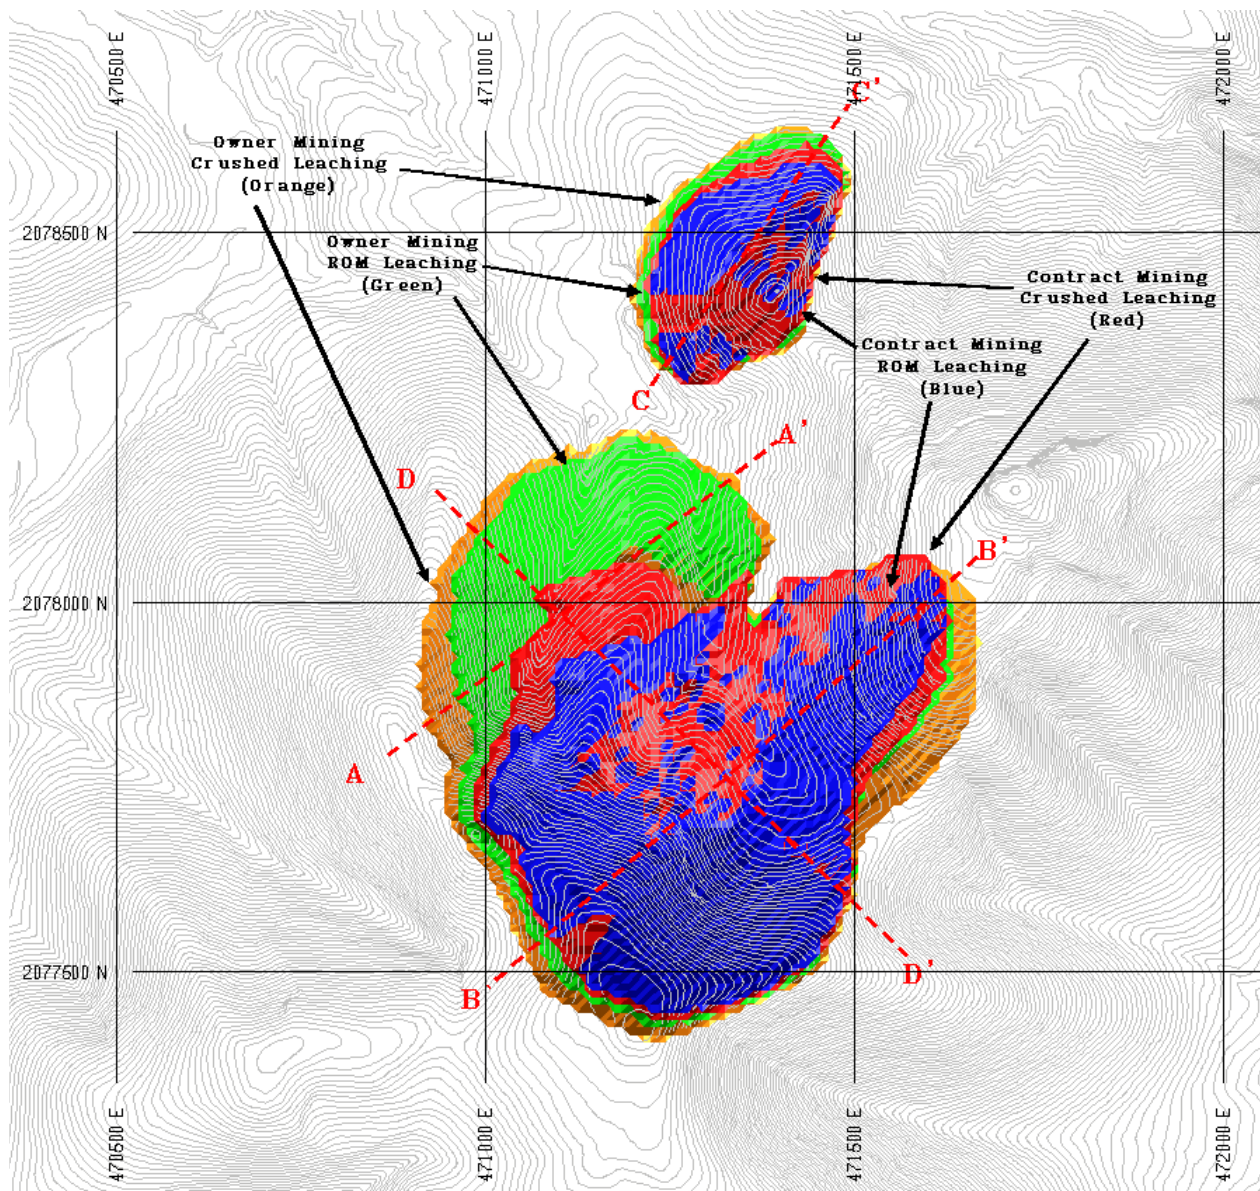 470500 E
471000 E
471500 E
472000 E
C'
Owner Mining
Crushed Leaching
(Orange)
2078500 N
Owner Mining
ROM Leaching
(Green)
Contract Mining
Crushed Leaching
(Red)
Contract Mining
ROM Leaching
(Blue)
C
A'
D
B'
2078000 N
A
2077500 N
B
D'
470500 E
471000 E
471500 E
472000 E